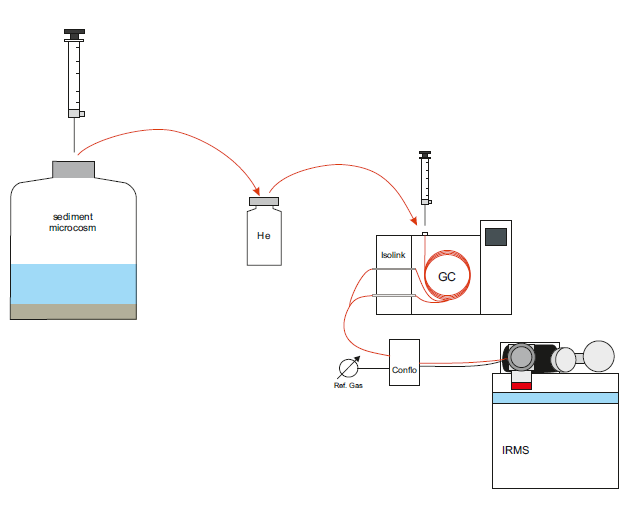 sediment
microcosm
He
Isolink
GC
Conflo
Ref. Gas
IRMS